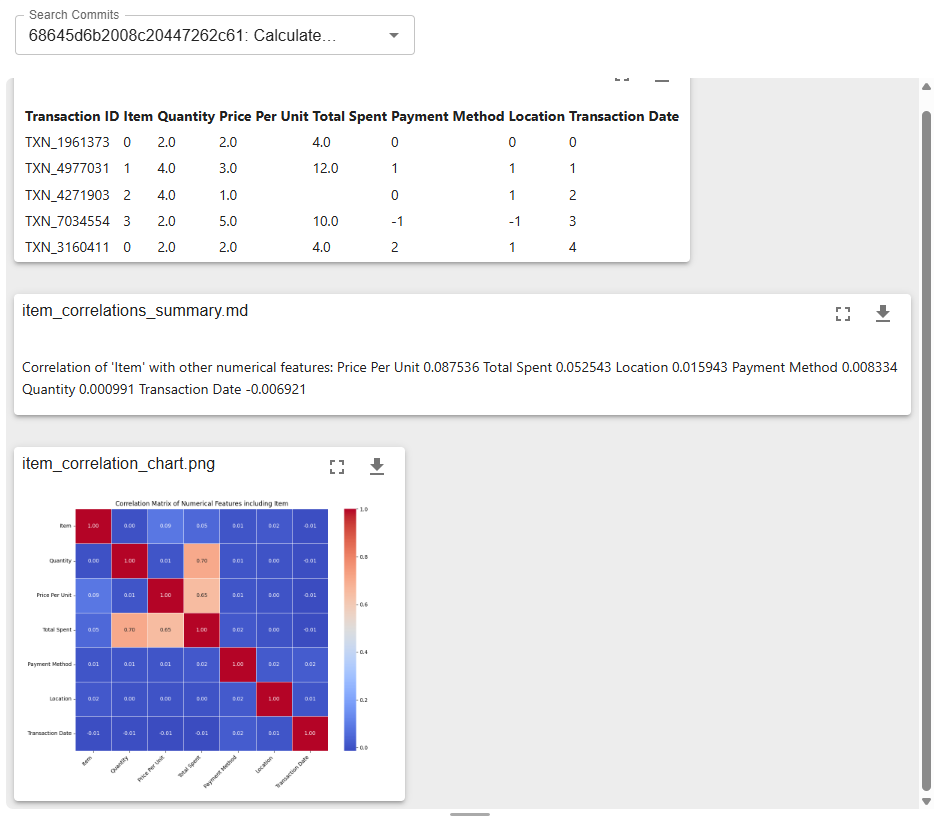 Search Commits
68645d6b2008c20447262c61: Calculate…
Transaction ID Item Quantity Price Per Unit Total Spent Payment Method Location Transaction Date
TXN_1961373 0 2.0 2.0 4.0 0 0 0
TXN_4977031 1 4.0 3.0 12.0 1 1 1
TXN_4271903 2 4.0 1.0 0 1 2
TXN_7034554 3 2.0 5.0 10.0 -1 -1 3
TXN_3160411 0 2.0 2.0 4.0 2 1 4
item_correlations_summary.md
Correlation of 'Item' with other numerical features: Price Per Unit 0.087536 Total Spent 0.052543 Location 0.015943 Payment Method 0.008334
Quantity 0.000991 Transaction Date -0.006921
item_correlation_chart.png
Correlation Matrix of Numerical Features including Item
Item 1.00 0.00 0.09 0.05 0.01 0.02 -0.01
Quantity 0.00 1.00 0.01 0.70 0.01 0.00 -0.01
Price Per Unit 0.09 0.01 1.00 0.65 0.01 0.00 -0.01
Total Spent 0.05 0.70 0.65 1.00 0.02 0.00 -0.01
Payment Method 0.01 0.01 0.01 0.02 1.00 0.02 0.02
Location 0.02 0.00 0.00 0.00 0.02 1.00 0.01
Transaction Date -0.01 -0.01 -0.01 -0.01 0.02 0.01 1.00
Item Quantity Price Per Unit Total Spent Payment Method Location Transaction Date
1.0
0.8
0.6
0.4
0.2
0.0